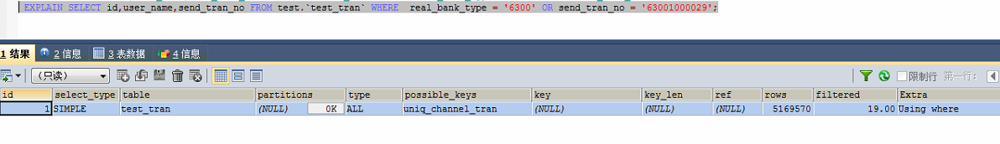 EXPLAIN SELECT id,user_name,send_tran_no FROM test.`test_tran` WHERE  real_bank_type = '6300' OR send_tran_no = '63001000029';
1 结果 2 信息 3 表数据 4 信息
(只读) 限制行 第一行:
id select_type table partitions type possible_keys key key_len ref rows filtered Extra
1 SIMPLE test_tran (NULL) 0K ALL uniq_channel_tran (NULL) (NULL) (NULL) 5169570 19.00 Using where